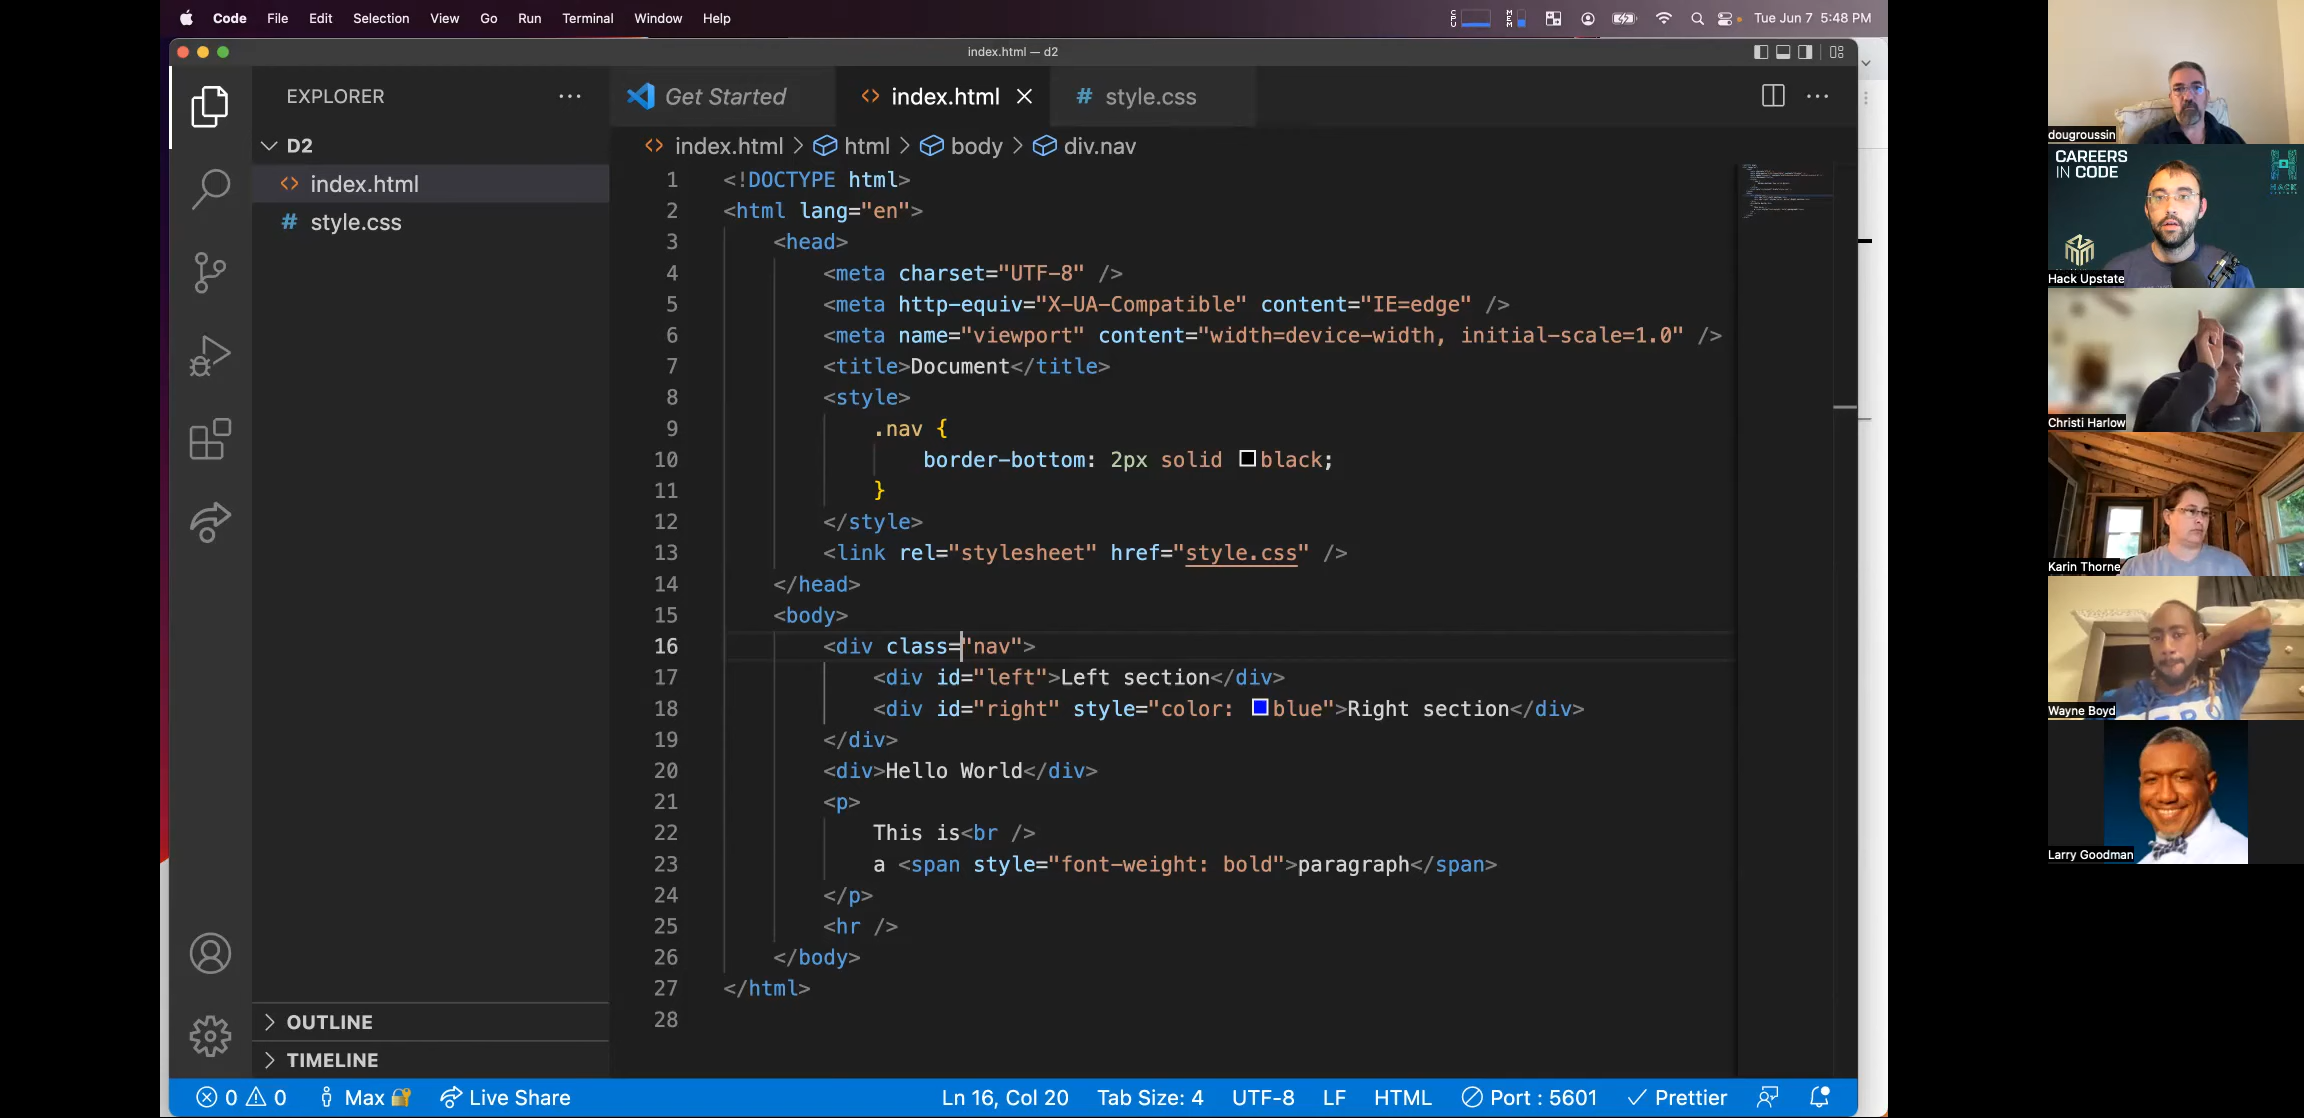 Code File Edit Selection View Go Run Terminal Window Help
CPU MEM Tue Jun 7 5:48 PM
index.html — d2
EXPLORER
D2
index.html
# style.css
OUTLINE
TIMELINE
Get Started
<> index.html
# style.css
<> index.html > html > body > div.nav
1 <!DOCTYPE html>
2 <html lang="en">
3 <head>
4 <meta charset="UTF-8" />
5 <meta http-equiv="X-UA-Compatible" content="IE=edge" />
6 <meta name="viewport" content="width=device-width, initial-scale=1.0" />
7 <title>Document</title>
8 <style>
9 .nav {
10 border-bottom: 2px solid black;
11 }
12 </style>
13 <link rel="stylesheet" href="style.css" />
14 </head>
15 <body>
16 <div class="nav">
17 <div id="left">Left section</div>
18 <div id="right" style="color: blue">Right section</div>
19 </div>
20 <div>Hello World</div>
21 <p>
22 This is<br />
23 a <span style="font-weight: bold">paragraph</span>
24 </p>
25 <hr />
26 </body>
27 </html>
28
0 0 Max Live Share Ln 16, Col 20 Tab Size: 4 UTF-8 LF HTML Port : 5601 Prettier
dougroussin
CAREERS
IN CODE
HACK
Hack Upstate
Christi Harlow
Karin Thorne
Wayne Boyd
Larry Goodman